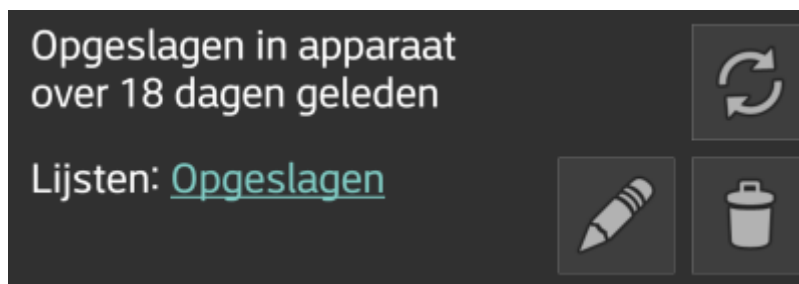 Opgeslagen in apparaat
over 18 dagen geleden
Lijsten: Opgeslagen